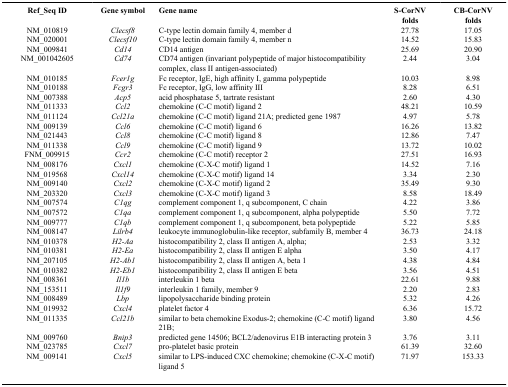 Ref_Seq ID Gene symbol Gene name S-CorNV CB-CorNV
folds folds
NM_010819 Clecsf8 C-type lectin domain family 4, member d 27.78 17.05
NM_020001 Clecsf10 C-type lectin domain family 4, member n 14.52 15.83
NM_009841 Cd14 CD14 antigen 25.69 20.90
NM_001042605 Cd74 CD74 antigen (invariant polypeptide of major histocompatibility 2.44 3.04
complex, class II antigen-associated)
NM_010185 Fcer1g Fc receptor, IgE, high affinity I, gamma polypeptide 10.03 8.98
NM_010188 Fcgr3 Fc receptor, IgG, low affinity III 8.28 6.51
NM_007388 Acp5 acid phosphatase 5, tartrate resistant 2.60 4.30
NM_011333 Ccl2 chemokine (C-C motif) ligand 2 48.21 10.59
NM_011124 Ccl21a chemokine (C-C motif) ligand 21A; predicted gene 1987 4.97 5.78
NM_009139 Ccl6 chemokine (C-C motif) ligand 6 16.26 13.82
NM_021443 Ccl8 chemokine (C-C motif) ligand 8 12.86 7.47
NM_011338 Ccl9 chemokine (C-C motif) ligand 9 13.72 10.02
FNM_009915 Ccr2 chemokine (C-C motif) receptor 2 27.51 16.93
NM_008176 Cxcl1 chemokine (C-X-C motif) ligand 1 14.52 7.16
NM_019568 Cxcl14 chemokine (C-X-C motif) ligand 14 3.34 2.30
NM_009140 Cxcl2 chemokine (C-X-C motif) ligand 2 35.49 9.30
NM_203320 Cxcl3 chemokine (C-X-C motif) ligand 3 8.58 18.49
NM_007574 C1qg complement component 1, q subcomponent, C chain 4.22 3.86
NM_007572 C1qa complement component 1, q subcomponent, alpha polypeptide 5.50 7.72
NM_009777 C1qb complement component 1, q subcomponent, beta polypeptide 5.22 5.85
NM_008147 Lilrb4 leukocyte immunoglobulin-like receptor, subfamily B, member 4 36.73 24.18
NM_010378 H2-Aa histocompatibility 2, class II antigen A, alpha; 2.53 3.32
NM_010381 H2-Ea histocompatibility 2, class II antigen E alpha 3.50 4.17
NM_207105 H2-Ab1 histocompatibility 2, class II antigen A, beta 1 4.38 4.84
NM_010382 H2-Eb1 histocompatibility 2, class II antigen E beta 3.56 4.51
NM_008361 Il1b interleukin 1 beta 22.61 9.88
NM_153511 Il1f9 interleukin 1 family, member 9 2.20 2.83
NM_008489 Lbp lipopolysaccharide binding protein 5.32 4.26
NM_019932 Cxcl4 platelet factor 4 6.36 15.72
NM_011335 Ccl21b similar to beta chemokine Exodus-2; chemokine (C-C motif) ligand 3.80 4.56
21B;
NM_009760 Bnip3 predicted gene 14506; BCL2/adenovirus E1B interacting protein 3 3.76 3.11
NM_023785 Cxcl7 pro-platelet basic protein 61.39 32.60
NM_009141 Cxcl5 similar to LPS-induced CXC chemokine; chemokine (C-X-C motif) 71.97 153.33
ligand 5